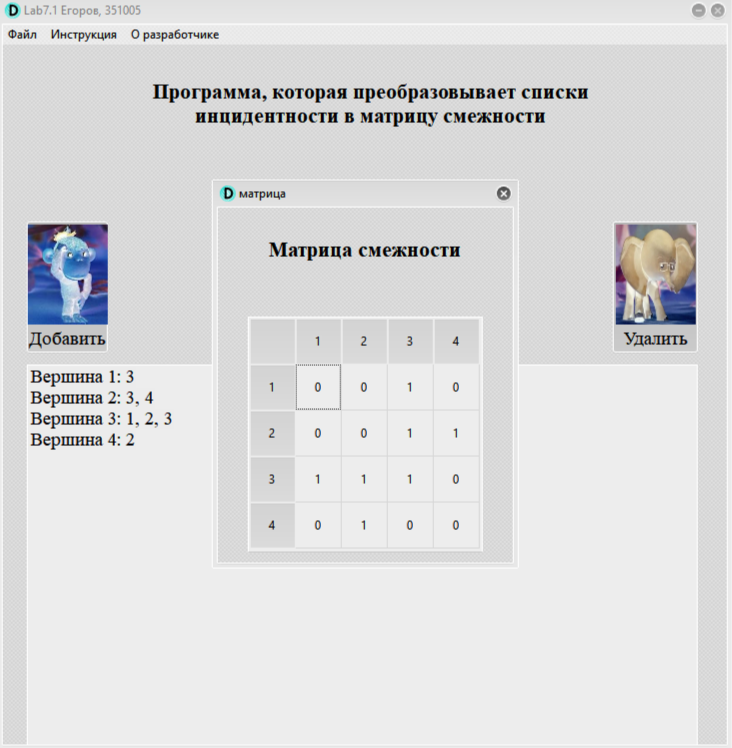 Lab7.1 Егоров, 351005
Файл Инструкция О разработчике
Программа, которая преобразовывает списки
инцидентности в матрицу смежности
матрица
Матрица смежности
Добавить
Удалить
Вершина 1: 3
Вершина 2: 3, 4
Вершина 3: 1, 2, 3
Вершина 4: 2
1 2 3 4
1 0 0 1 0
2 0 0 1 1
3 1 1 1 0
4 0 1 0 0